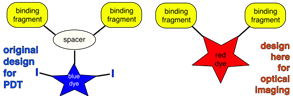 binding
fragment
binding
fragment
spacer
original
design
for
PDT
I
blue
dye
I
binding
fragment
binding
fragment
red
dye
design
here
for
optical
imaging